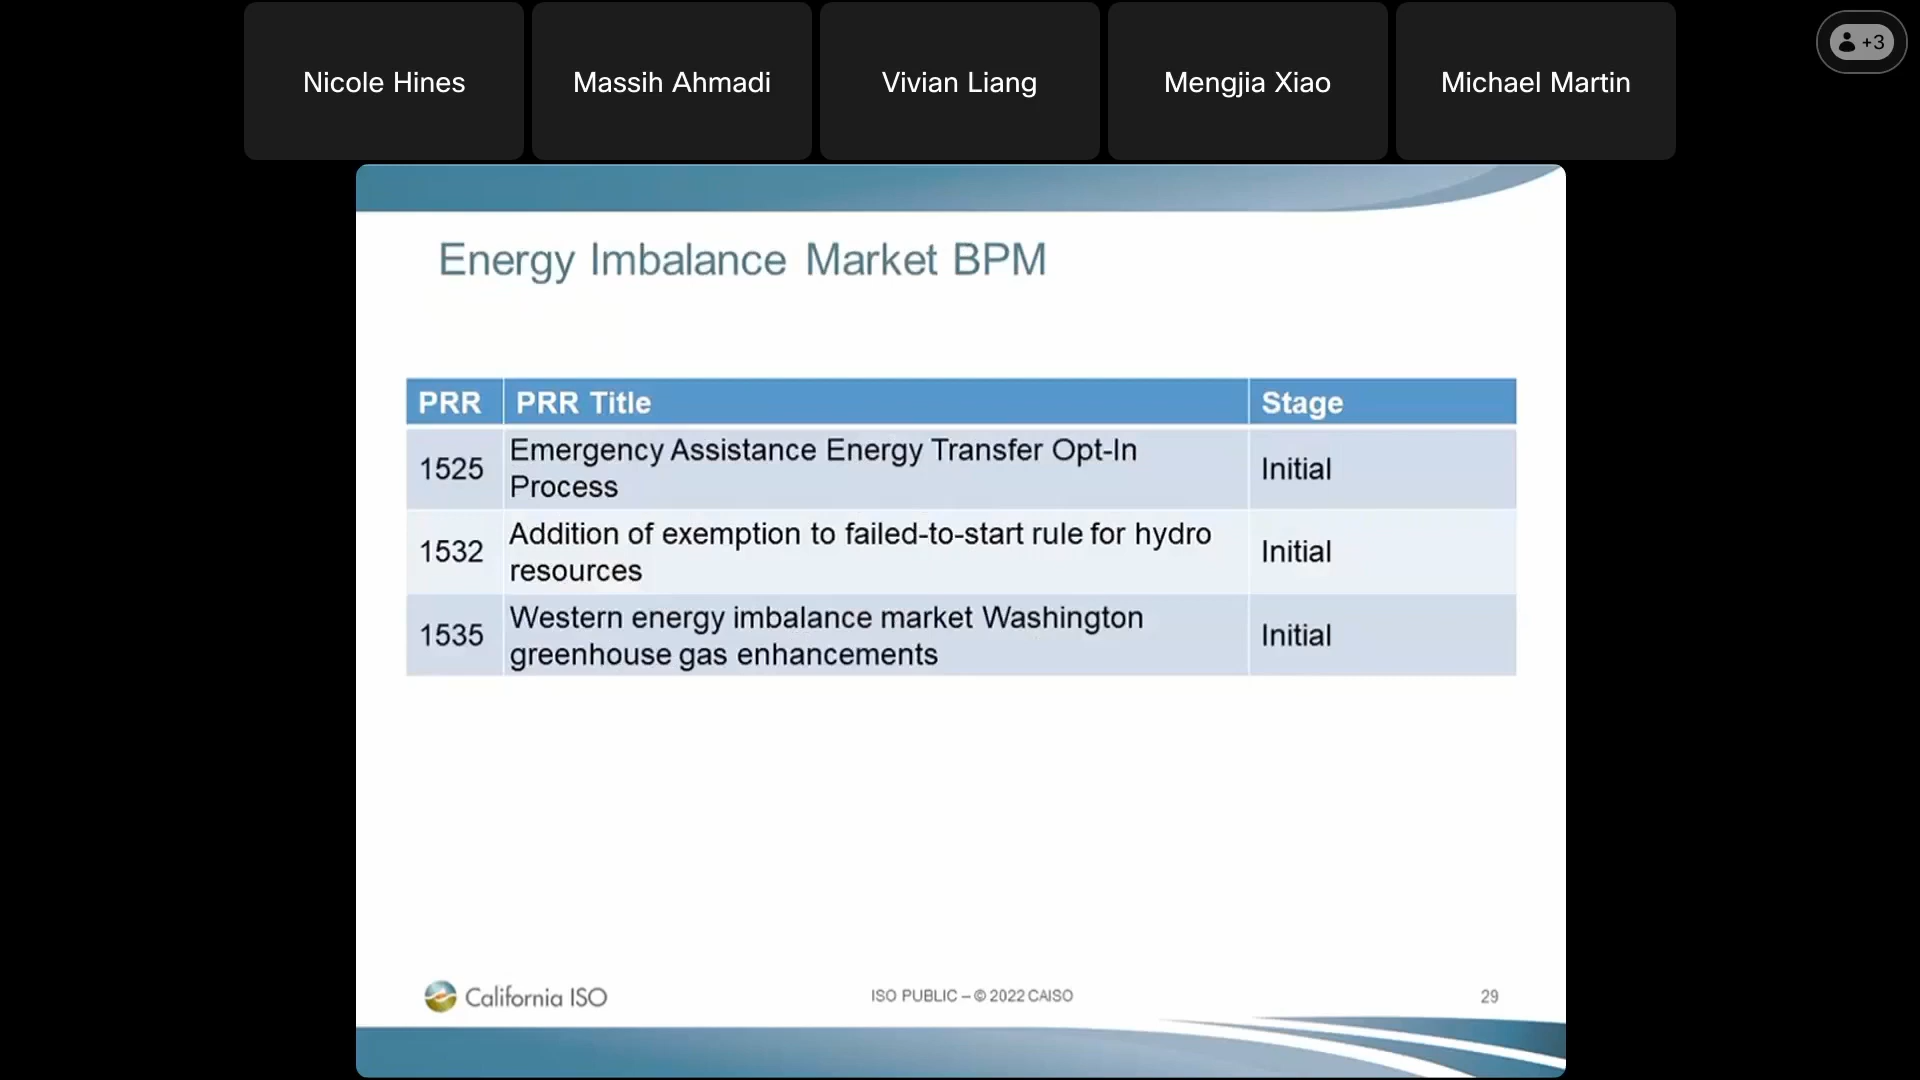 Nicole Hines
Massih Ahmadi
Vivian Liang
Mengjia Xiao
Michael Martin
+3
Energy Imbalance Market BPM
PRR
PRR Title
Stage
1525
Emergency Assistance Energy Transfer Opt-In
Process
Initial
1532
Addition of exemption to failed-to-start rule for hydro
resources
Initial
1535
Western energy imbalance market Washington
greenhouse gas enhancements
Initial
California ISO
ISO PUBLIC – © 2022 CAISO
29